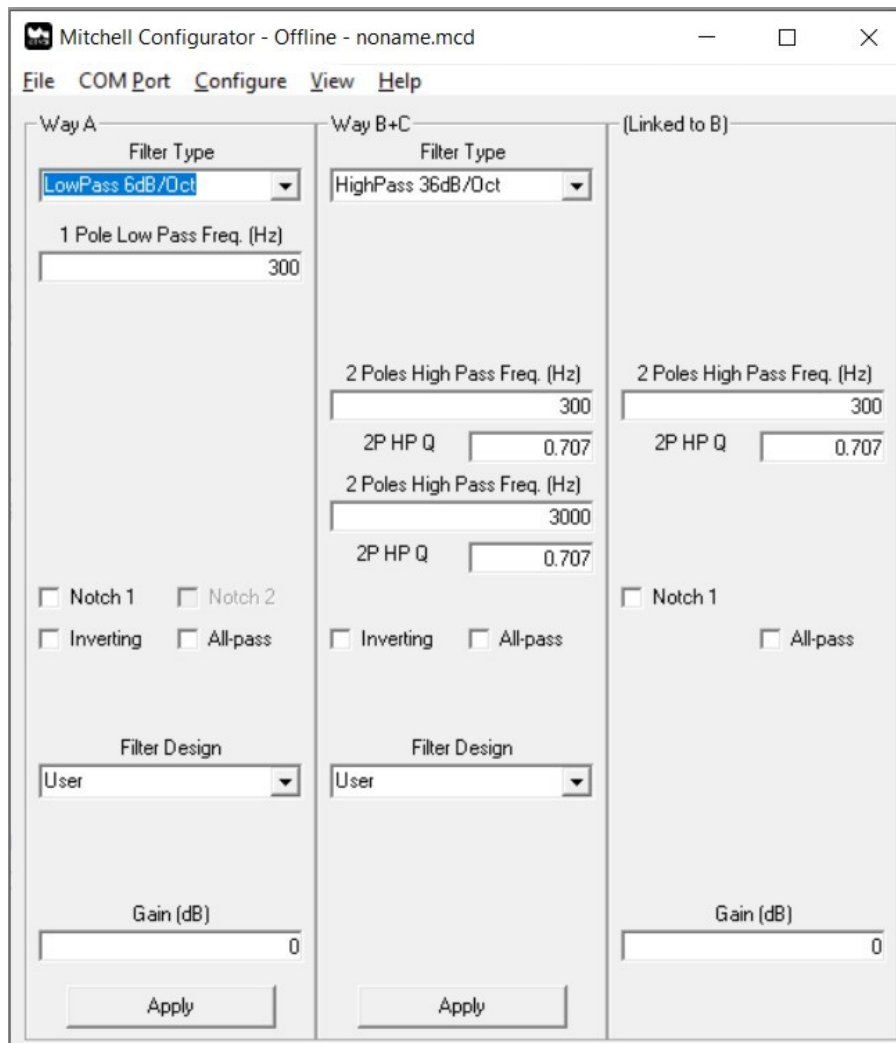 Mitchell Configurator - Offline - noname.mcd
File COM Port Configure View Help
Way A
Filter Type
LowPass 6dB/Oct
1 Pole Low Pass Freq. (Hz)
300
Notch 1 Notch 2
Inverting All-pass
Filter Design
User
Gain (dB)
0
Apply
Way B+C
Filter Type
HighPass 36dB/Oct
2 Poles High Pass Freq. (Hz)
300
2P HP Q 0.707
2 Poles High Pass Freq. (Hz)
3000
2P HP Q 0.707
Inverting All-pass
Filter Design
User
Apply
(Linked to B)
2 Poles High Pass Freq. (Hz)
300
2P HP Q 0.707
Notch 1
All-pass
Gain (dB)
0